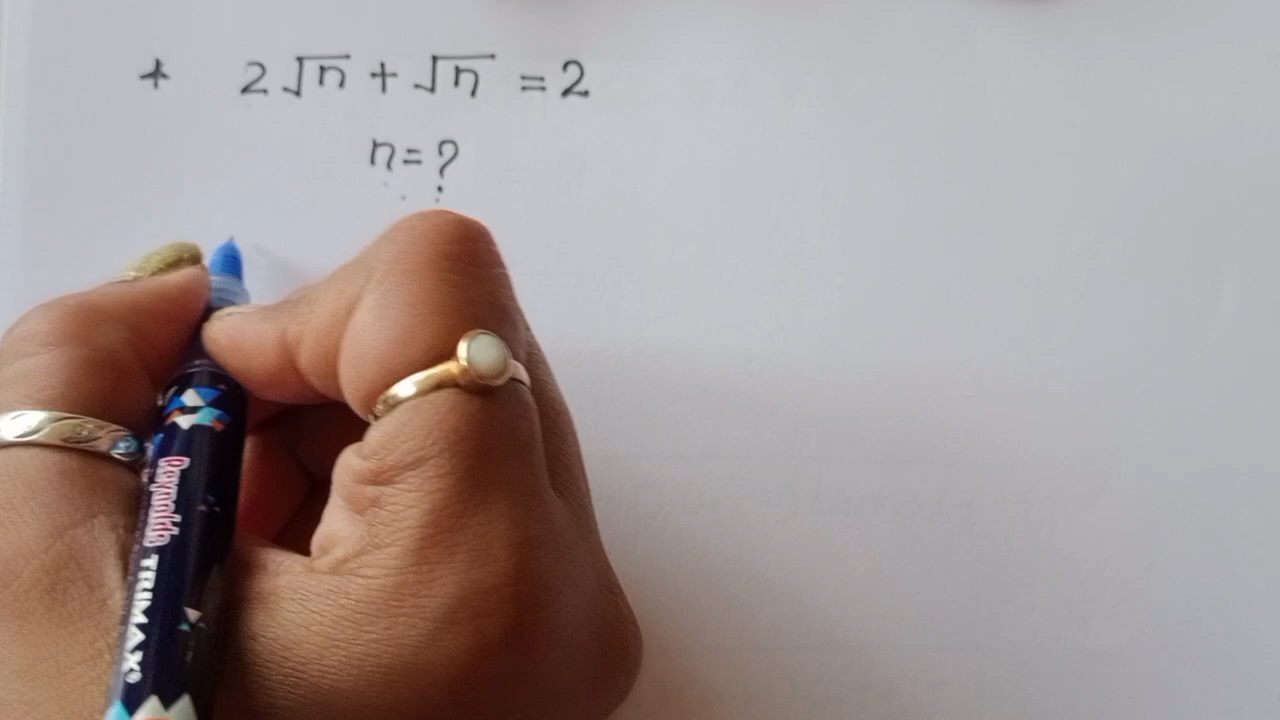 * 2√n + √n = 2
n = ?
Reynolds TRIMAX®